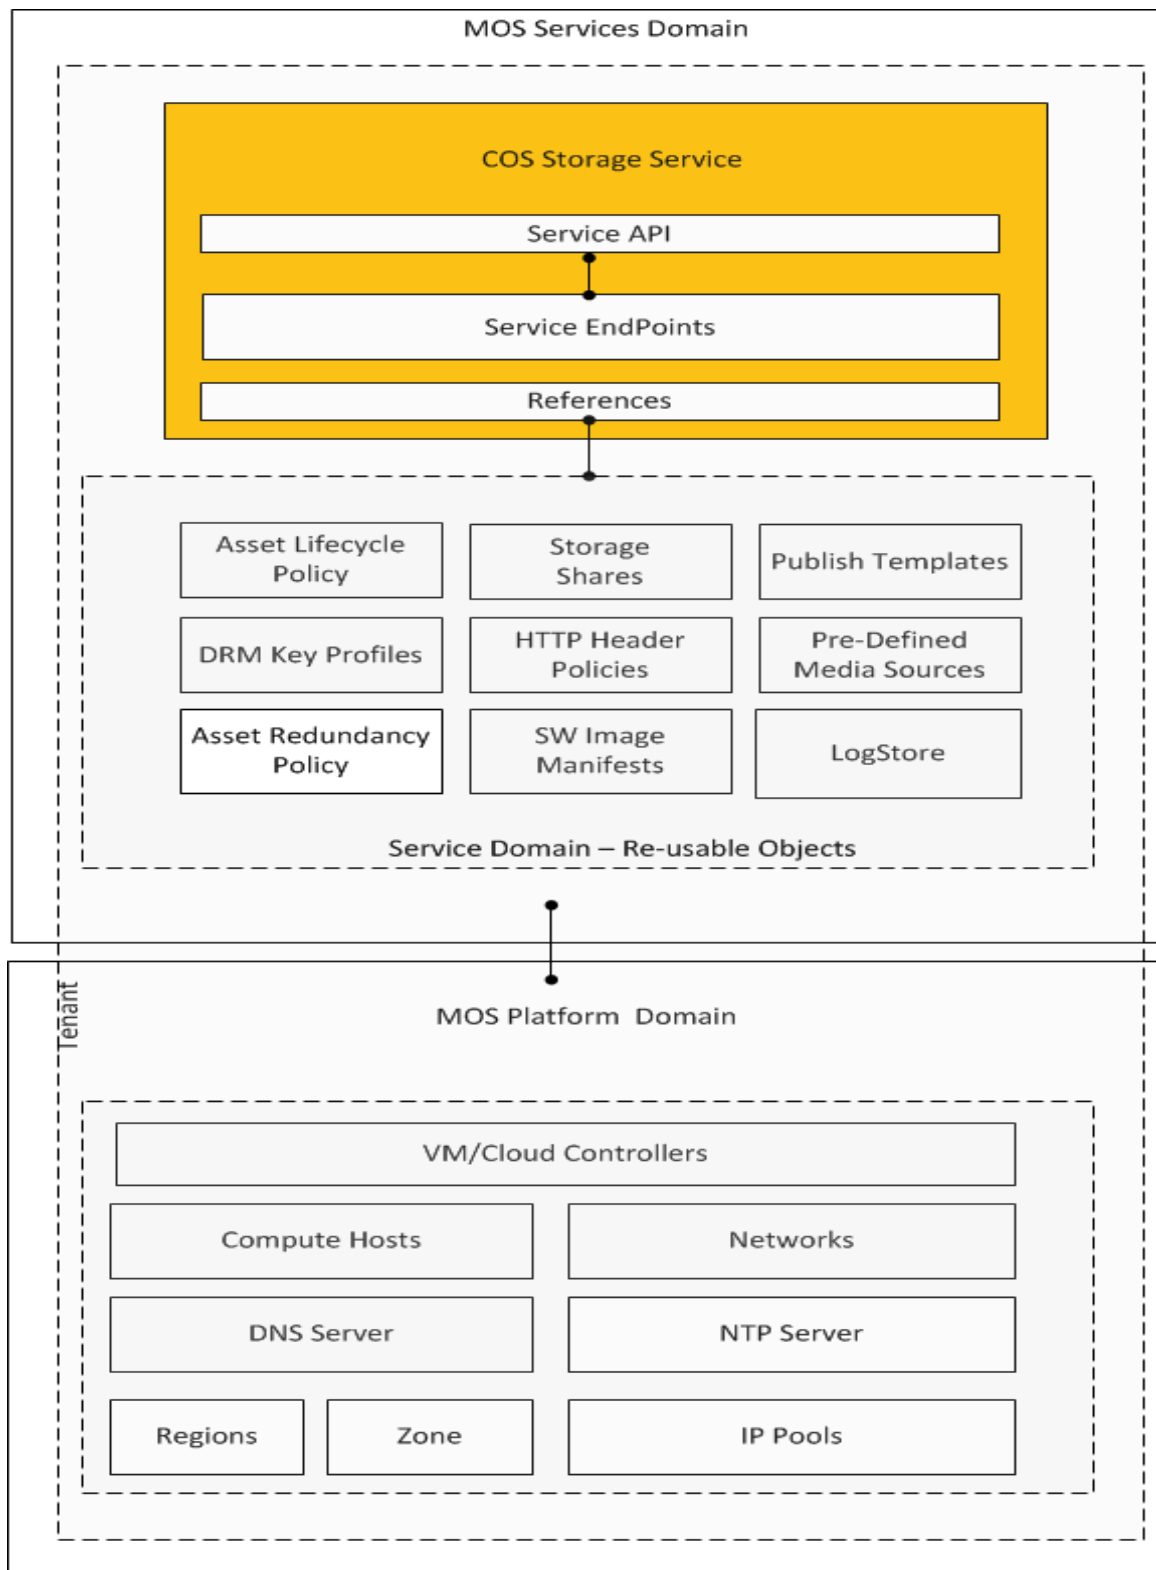 MOS Services Domain
COS Storage Service
Service API
Service EndPoints
References
Asset Lifecycle
Policy
Storage
Shares
Publish Templates
DRM Key Profiles
HTTP Header
Policies
Pre-Defined
Media Sources
Asset Redundancy
Policy
SW Image
Manifests
LogStore
Service Domain – Re-usable Objects
Tenant
MOS Platform  Domain
VM/Cloud Controllers
Compute Hosts
Networks
DNS Server
NTP Server
Regions
Zone
IP Pools